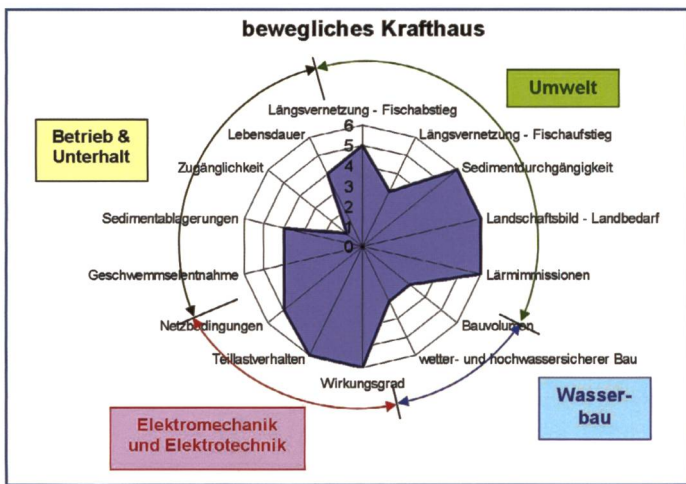 bewegliches Krafthaus
Umwelt
Betrieb &
Unterhalt
Längsvernetzung - Fischabstieg
Lebensdauer
Längsvernetzung - Fischaufstieg
Zugänglichkeit
Sedimentdurchgängigkeit
Sedimentablagerungen
Landschaftsbild - Landbedarf
Geschwemmselentnahme
Lärmimmissionen
Netzbedingungen
Bauvolumen
Teillastverhalten
wetter- und hochwassersicherer Bau
Wirkungsgrad
6
5
4
3
2
1
0
Elektromechanik
und Elektrotechnik
Wasser-
bau